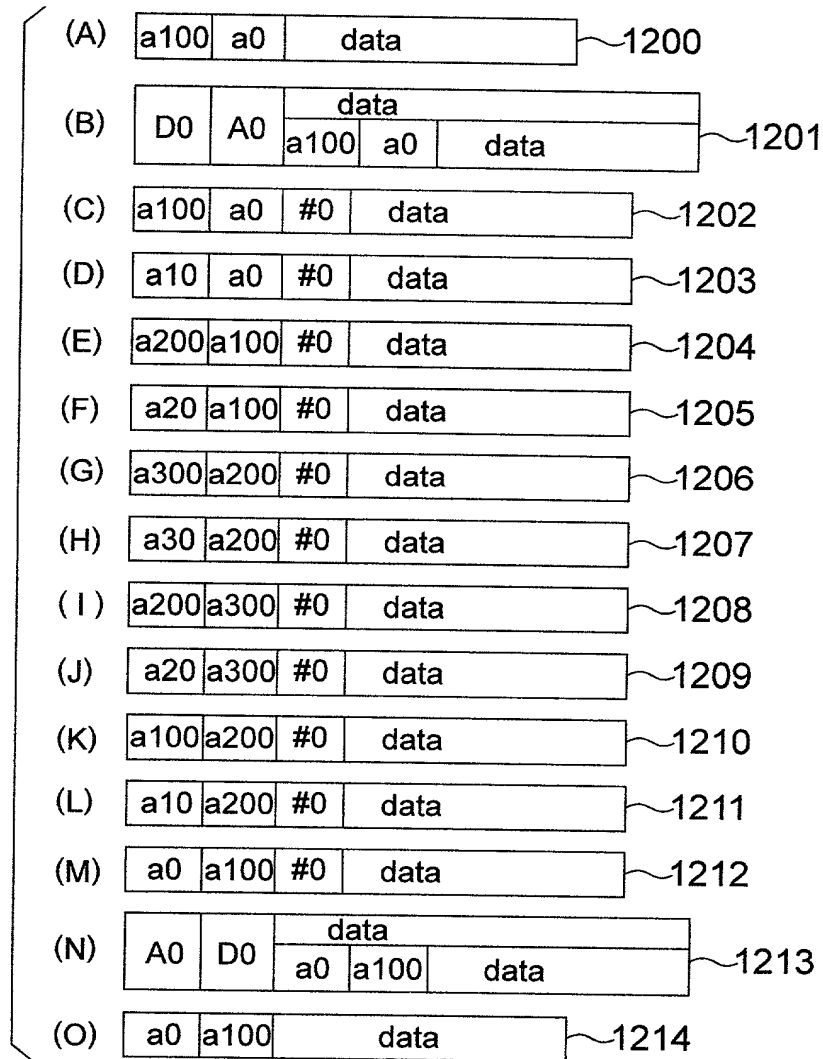 (A) a100 a0 data 1200
data
(B) D0 A0 a100 a0 data 1201
(C) a100 a0 #0 data 1202
(D) a10 a0 #0 data 1203
(E) a200 a100 #0 data 1204
(F) a20 a100 #0 data 1205
(G) a300 a200 #0 data 1206
(H) a30 a200 #0 data 1207
(I) a200 a300 #0 data 1208
(J) a20 a300 #0 data 1209
(K) a100 a200 #0 data 1210
(L) a10 a200 #0 data 1211
(M) a0 a100 #0 data 1212
data
(N) A0 D0 a0 a100 data 1213
(O) a0 a100 data 1214